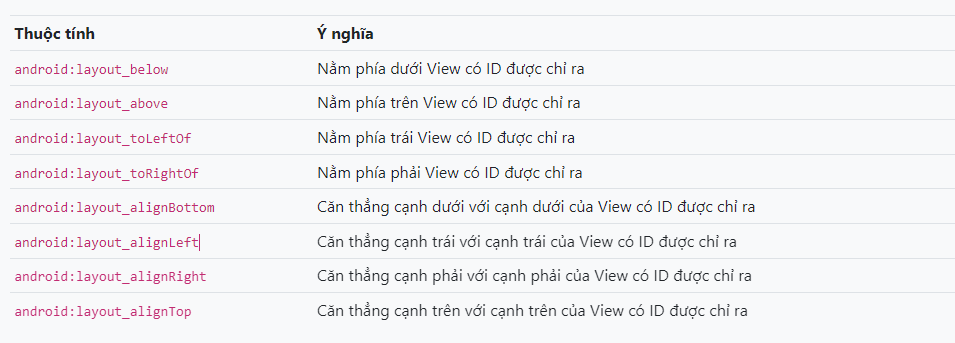 Thuộc tính Ý nghĩa
android:layout_below Nằm phía dưới View có ID được chỉ ra
android:layout_above Nằm phía trên View có ID được chỉ ra
android:layout_toLeftOf Nằm phía trái View có ID được chỉ ra
android:layout_toRightOf Nằm phía phải View có ID được chỉ ra
android:layout_alignBottom Căn thẳng cạnh dưới với cạnh dưới của View có ID được chỉ ra
android:layout_alignLeft Căn thẳng cạnh trái với cạnh trái của View có ID được chỉ ra
android:layout_alignRight Căn thẳng cạnh phải với cạnh phải của View có ID được chỉ ra
android:layout_alignTop Căn thẳng cạnh trên với cạnh trên của View có ID được chỉ ra